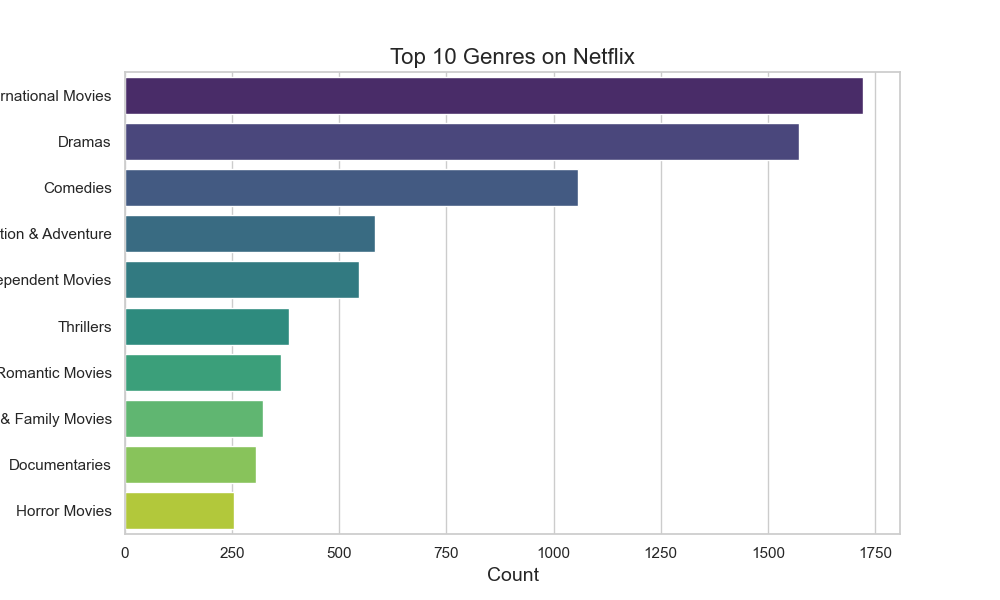 Top 10 Genres on Netflix
rnational Movies
Dramas
Comedies
tion & Adventure
ependent Movies
Thrillers
Romantic Movies
& Family Movies
Documentaries
Horror Movies
0 250 500 750 1000 1250 1500 1750
Count